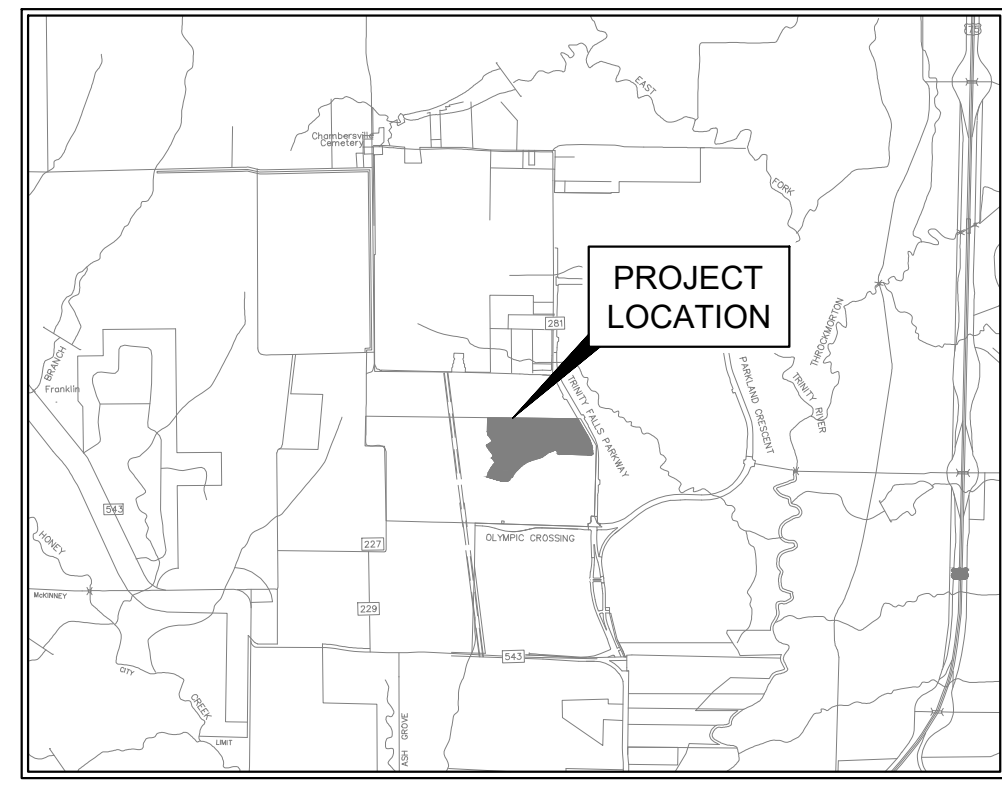 75
EAST
Chambersville
Cemetery
FORK
PROJECT
LOCATION
281
THROCKMORTON
BRANCH
Franklin
TRINITY FALLS PARKWAY
PARKLAND CRESCENT
TRINITY RIVER
543
HONEY
OLYMPIC CROSSING
227
McKINNEY
229
543
CITY
CREEK
LIMIT
ASH GROVE